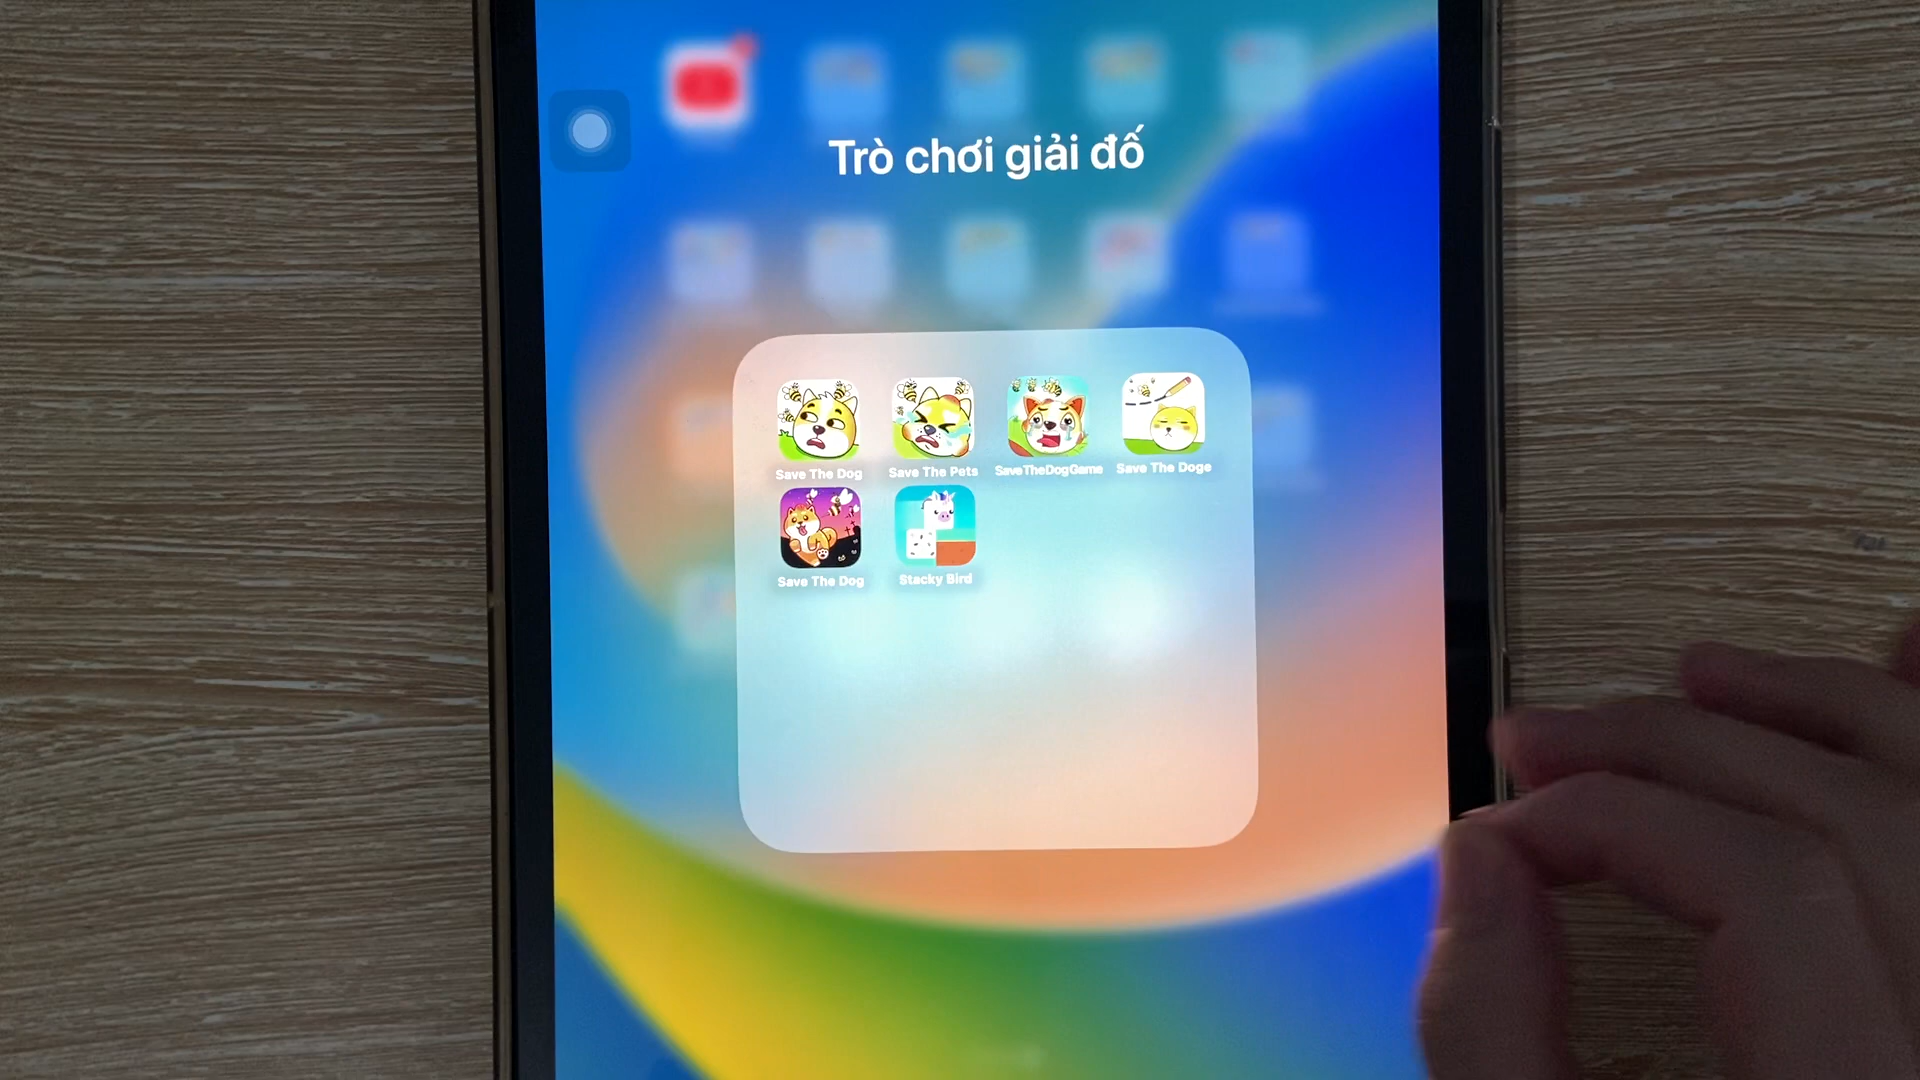 Trò chơi giải đố
Save The Dog
Save The Pets
SaveTheDogGame
Save The Doge
Save The Dog
Stacky Bird